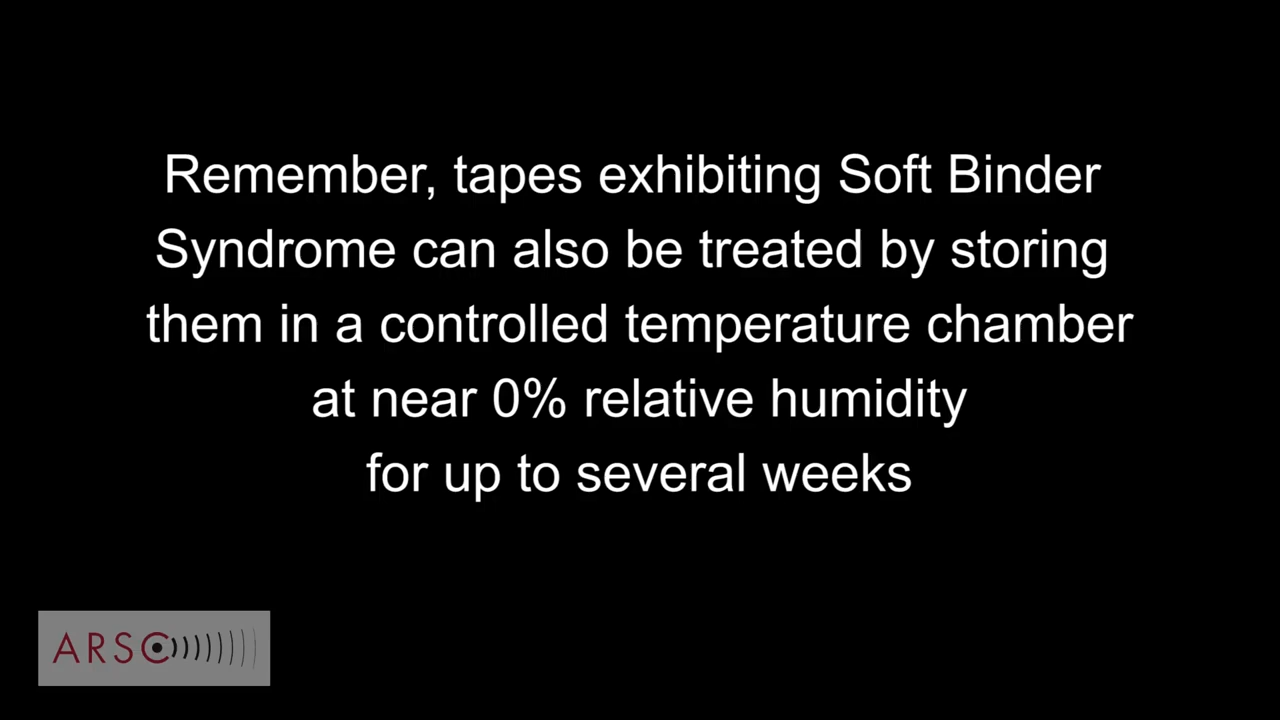 Remember, tapes exhibiting Soft Binder
Syndrome can also be treated by storing
them in a controlled temperature chamber
at near 0% relative humidity
for up to several weeks
ARSC